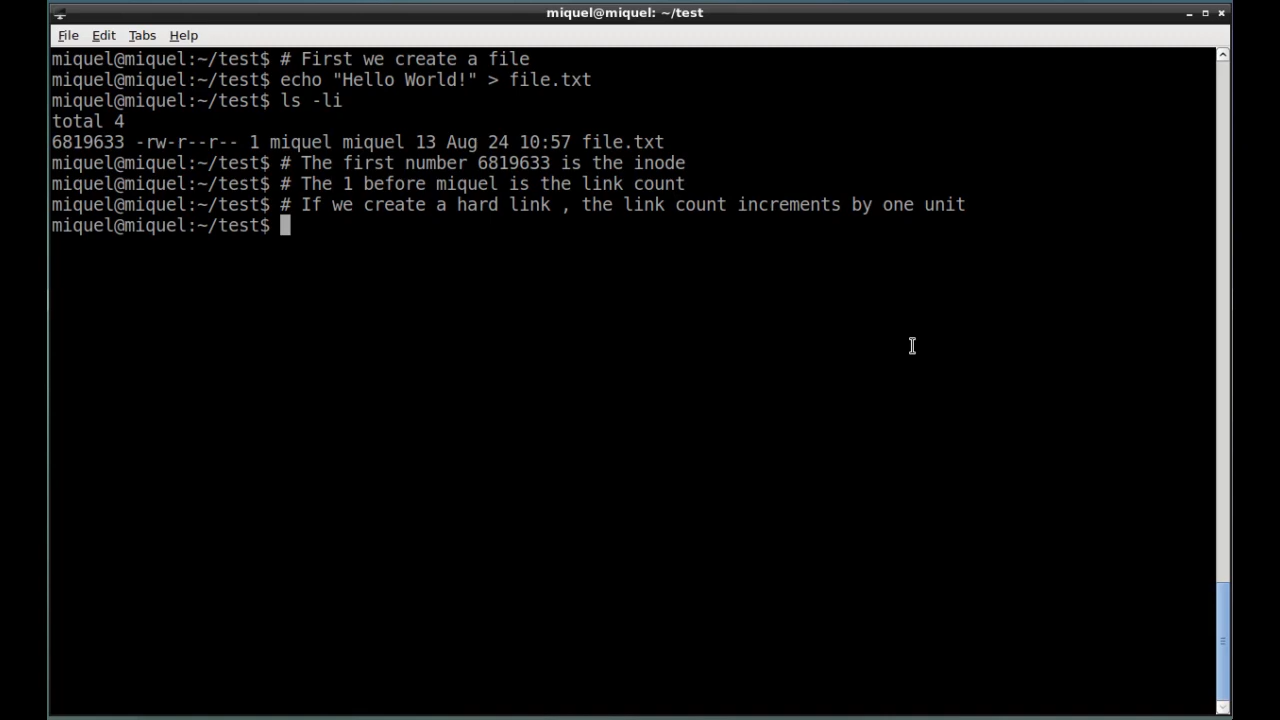 miquel@miquel: ~/test
File Edit Tabs Help
miquel@miquel:~/test$ # First we create a file
miquel@miquel:~/test$ echo "Hello World!" > file.txt
miquel@miquel:~/test$ ls -li
total 4
6819633 -rw-r--r-- 1 miquel miquel 13 Aug 24 10:57 file.txt
miquel@miquel:~/test$ # The first number 6819633 is the inode
miquel@miquel:~/test$ # The 1 before miquel is the link count
miquel@miquel:~/test$ # If we create a hard link , the link count increments by one unit
miquel@miquel:~/test$